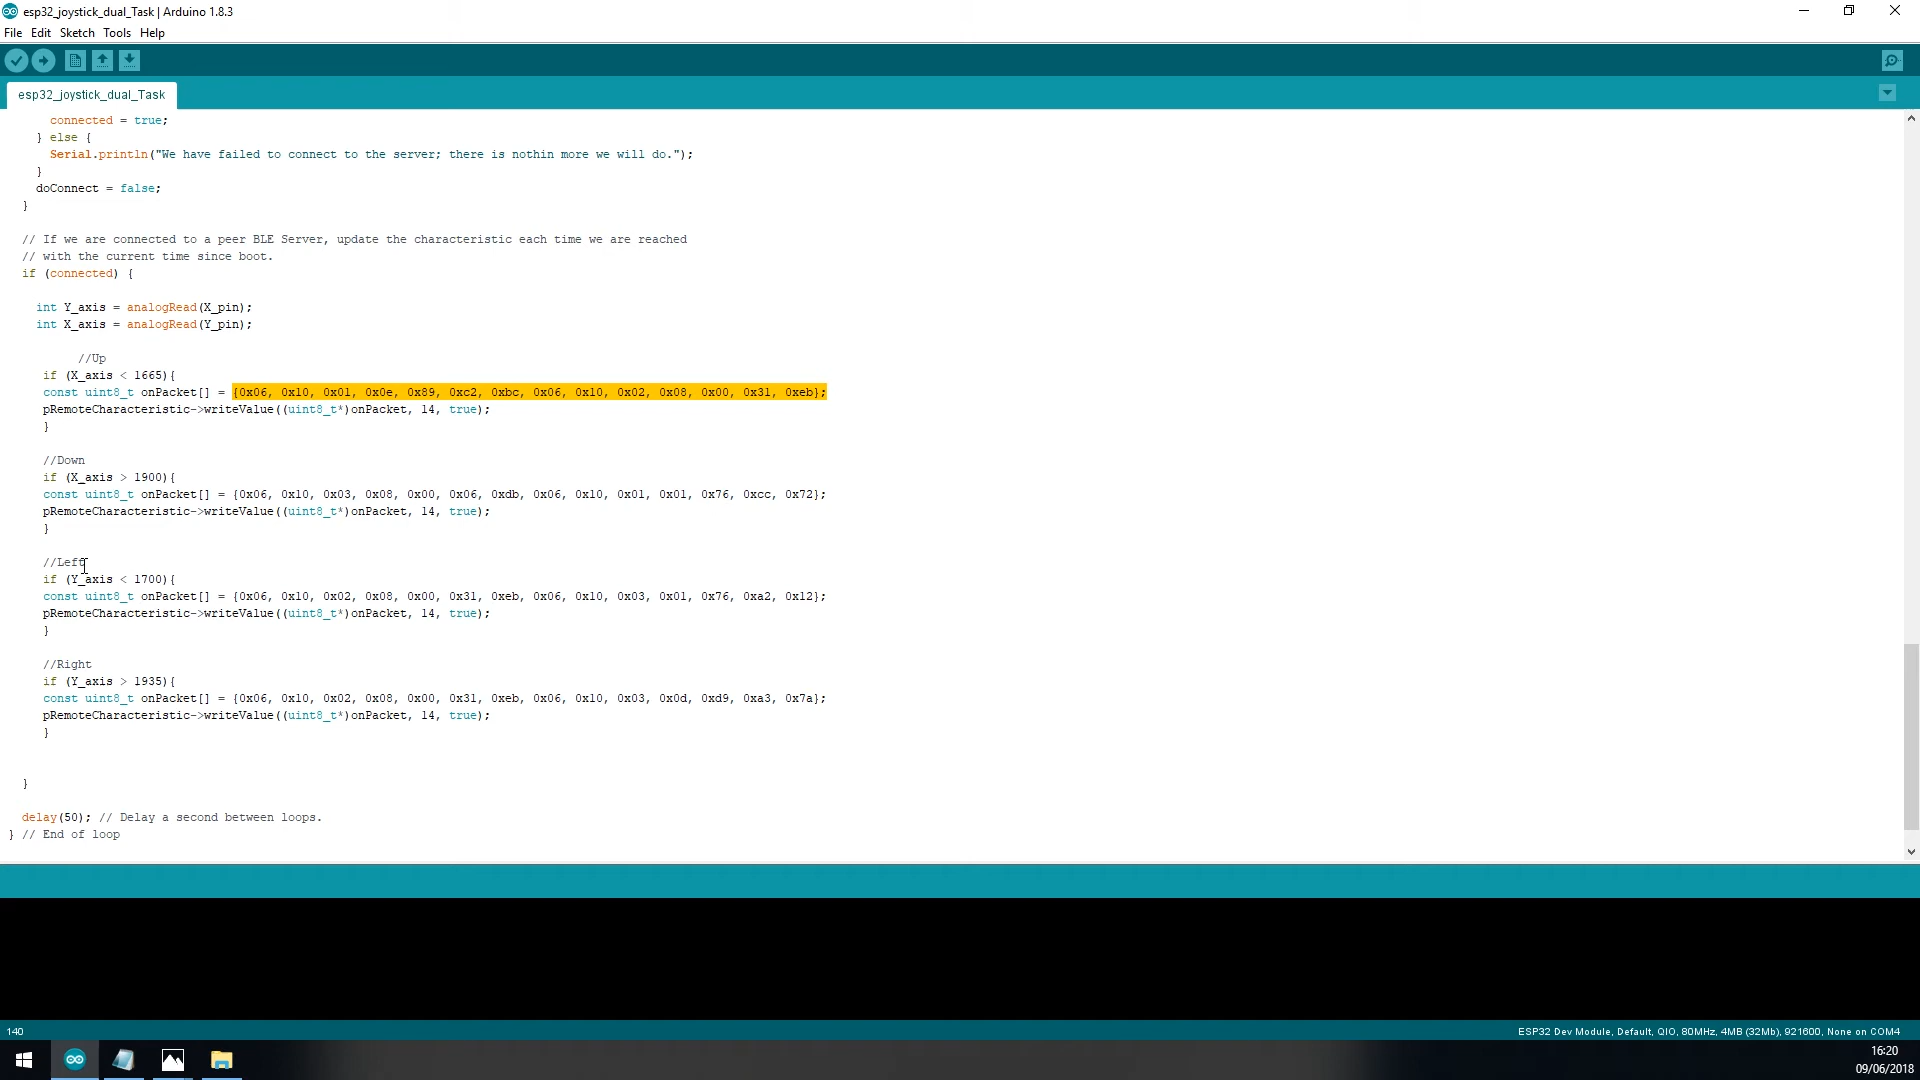 esp32_joystick_dual_Task | Arduino 1.8.3
File Edit Sketch Tools Help
esp32_joystick_dual_Task
connected = true;
} else {
Serial.println("We have failed to connect to the server; there is nothin more we will do.");
}
doConnect = false;
}
// If we are connected to a peer BLE Server, update the characteristic each time we are reached
// with the current time since boot.
if (connected) {
int Y_axis = analogRead(X_pin);
int X_axis = analogRead(Y_pin);
//Up
if (X_axis < 1665){
const uint8_t onPacket[] = {0x06, 0x10, 0x01, 0x0e, 0x89, 0xc2, 0xbc, 0x06, 0x10, 0x02, 0x08, 0x00, 0x31, 0xeb};
pRemoteCharacteristic->writeValue((uint8_t*)onPacket, 14, true);
}
//Down
if (X_axis > 1900){
const uint8_t onPacket[] = {0x06, 0x10, 0x03, 0x08, 0x00, 0x06, 0xdb, 0x06, 0x10, 0x01, 0x01, 0x76, 0xcc, 0x72};
pRemoteCharacteristic->writeValue((uint8_t*)onPacket, 14, true);
}
//Left
if (Y_axis < 1700){
const uint8_t onPacket[] = {0x06, 0x10, 0x02, 0x08, 0x00, 0x31, 0xeb, 0x06, 0x10, 0x03, 0x01, 0x76, 0xa2, 0x12};
pRemoteCharacteristic->writeValue((uint8_t*)onPacket, 14, true);
}
//Right
if (Y_axis > 1935){
const uint8_t onPacket[] = {0x06, 0x10, 0x02, 0x08, 0x00, 0x31, 0xeb, 0x06, 0x10, 0x03, 0x0d, 0xd9, 0xa3, 0x7a};
pRemoteCharacteristic->writeValue((uint8_t*)onPacket, 14, true);
}
}
delay(50); // Delay a second between loops.
} // End of loop
140
ESP32 Dev Module, Default, QIO, 80MHz, 4MB (32Mb), 921600, None on COM4
16:20
09/06/2018